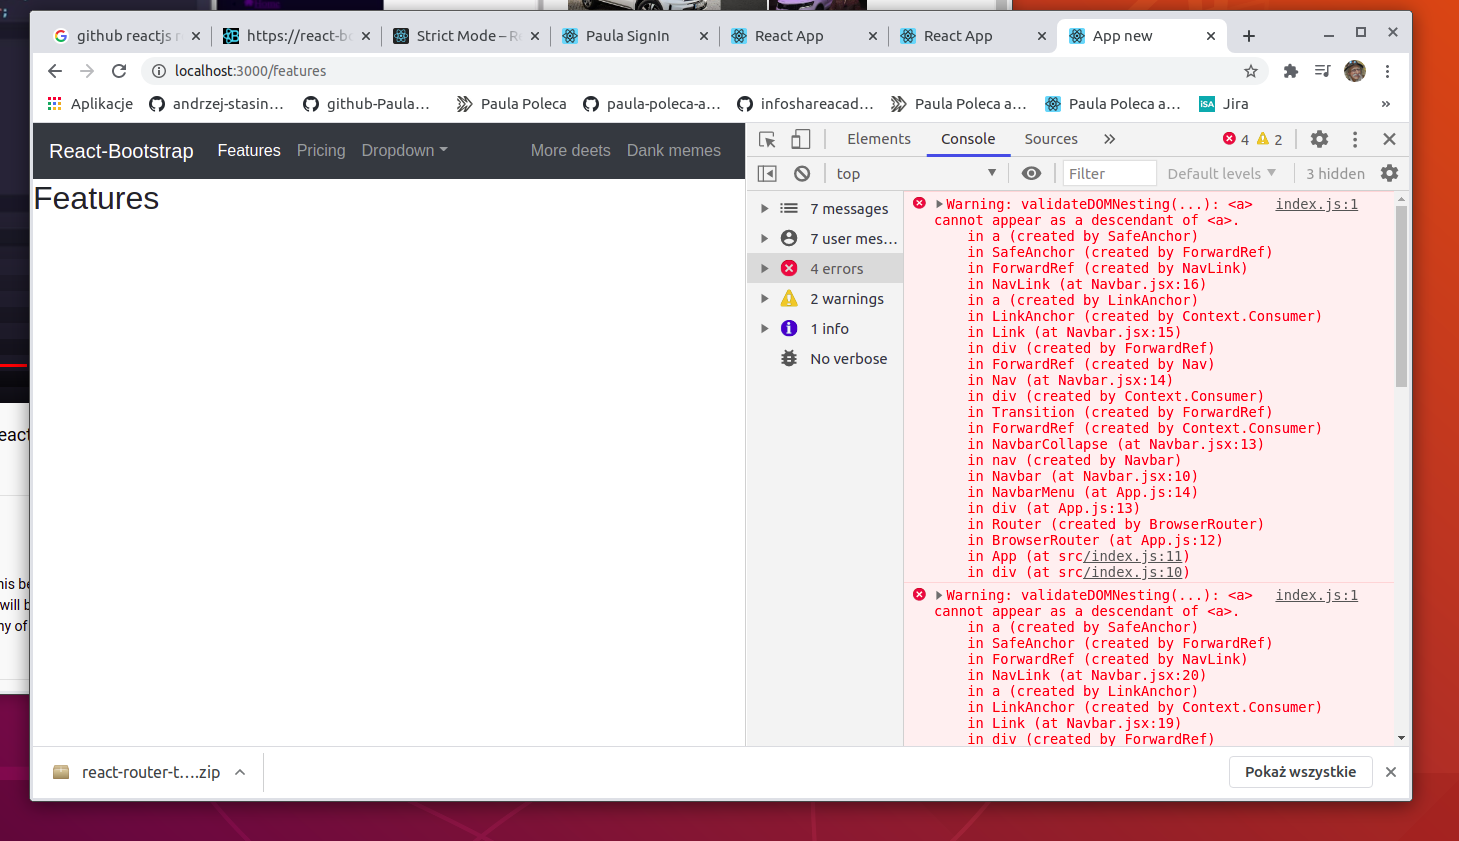 github reactjs r
https://react-bo
Strict Mode – Re
Paula SignIn
React App
React App
App new
localhost:3000/features
Aplikacje
andrzej-stasin…
github-Paula…
Paula Poleca
paula-poleca-a…
infoshareacad…
Paula Poleca a…
Paula Poleca a…
iSA
Jira
»
React-Bootstrap
Features
Pricing
Dropdown
More deets
Dank memes
Features
Elements
Console
Sources
4
2
top
Filter
Default levels
3 hidden
7 messages
7 user mes…
4 errors
2 warnings
1 info
No verbose
Warning: validateDOMNesting(...): <a> index.js:1
cannot appear as a descendant of <a>.
in a (created by SafeAnchor)
in SafeAnchor (created by ForwardRef)
in ForwardRef (created by NavLink)
in NavLink (at Navbar.jsx:16)
in a (created by LinkAnchor)
in LinkAnchor (created by Context.Consumer)
in Link (at Navbar.jsx:15)
in div (created by ForwardRef)
in ForwardRef (created by Nav)
in Nav (at Navbar.jsx:14)
in div (created by Context.Consumer)
in Transition (created by ForwardRef)
in ForwardRef (created by Context.Consumer)
in NavbarCollapse (at Navbar.jsx:13)
in nav (created by Navbar)
in Navbar (at Navbar.jsx:10)
in NavbarMenu (at App.js:14)
in div (at App.js:13)
in Router (created by BrowserRouter)
in BrowserRouter (at App.js:12)
in App (at src/index.js:11)
in div (at src/index.js:10)
Warning: validateDOMNesting(...): <a> index.js:1
cannot appear as a descendant of <a>.
in a (created by SafeAnchor)
in SafeAnchor (created by ForwardRef)
in ForwardRef (created by NavLink)
in NavLink (at Navbar.jsx:20)
in a (created by LinkAnchor)
in LinkAnchor (created by Context.Consumer)
in Link (at Navbar.jsx:19)
in div (created by ForwardRef)
react-router-t….zip
Pokaż wszystkie
eact
his be
will b
ny of